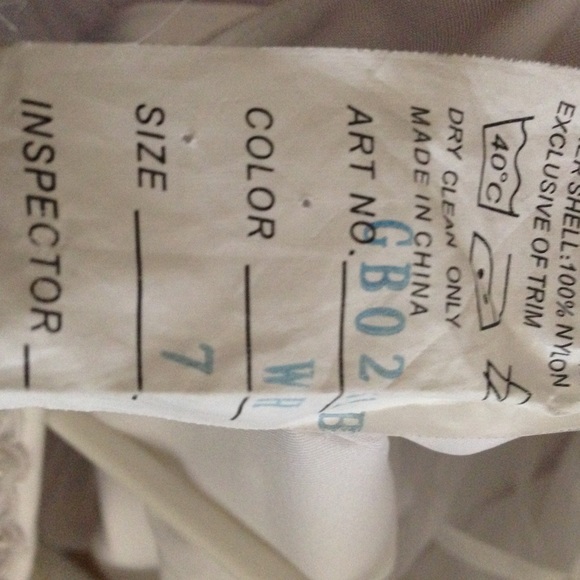 SHELL:100% NYLON
EXCLUSIVE OF TRIM
40°C
DRY CLEAN ONLY
MADE IN CHINA
ART NO. GB02
COLOR WH
SIZE 7
INSPECTOR